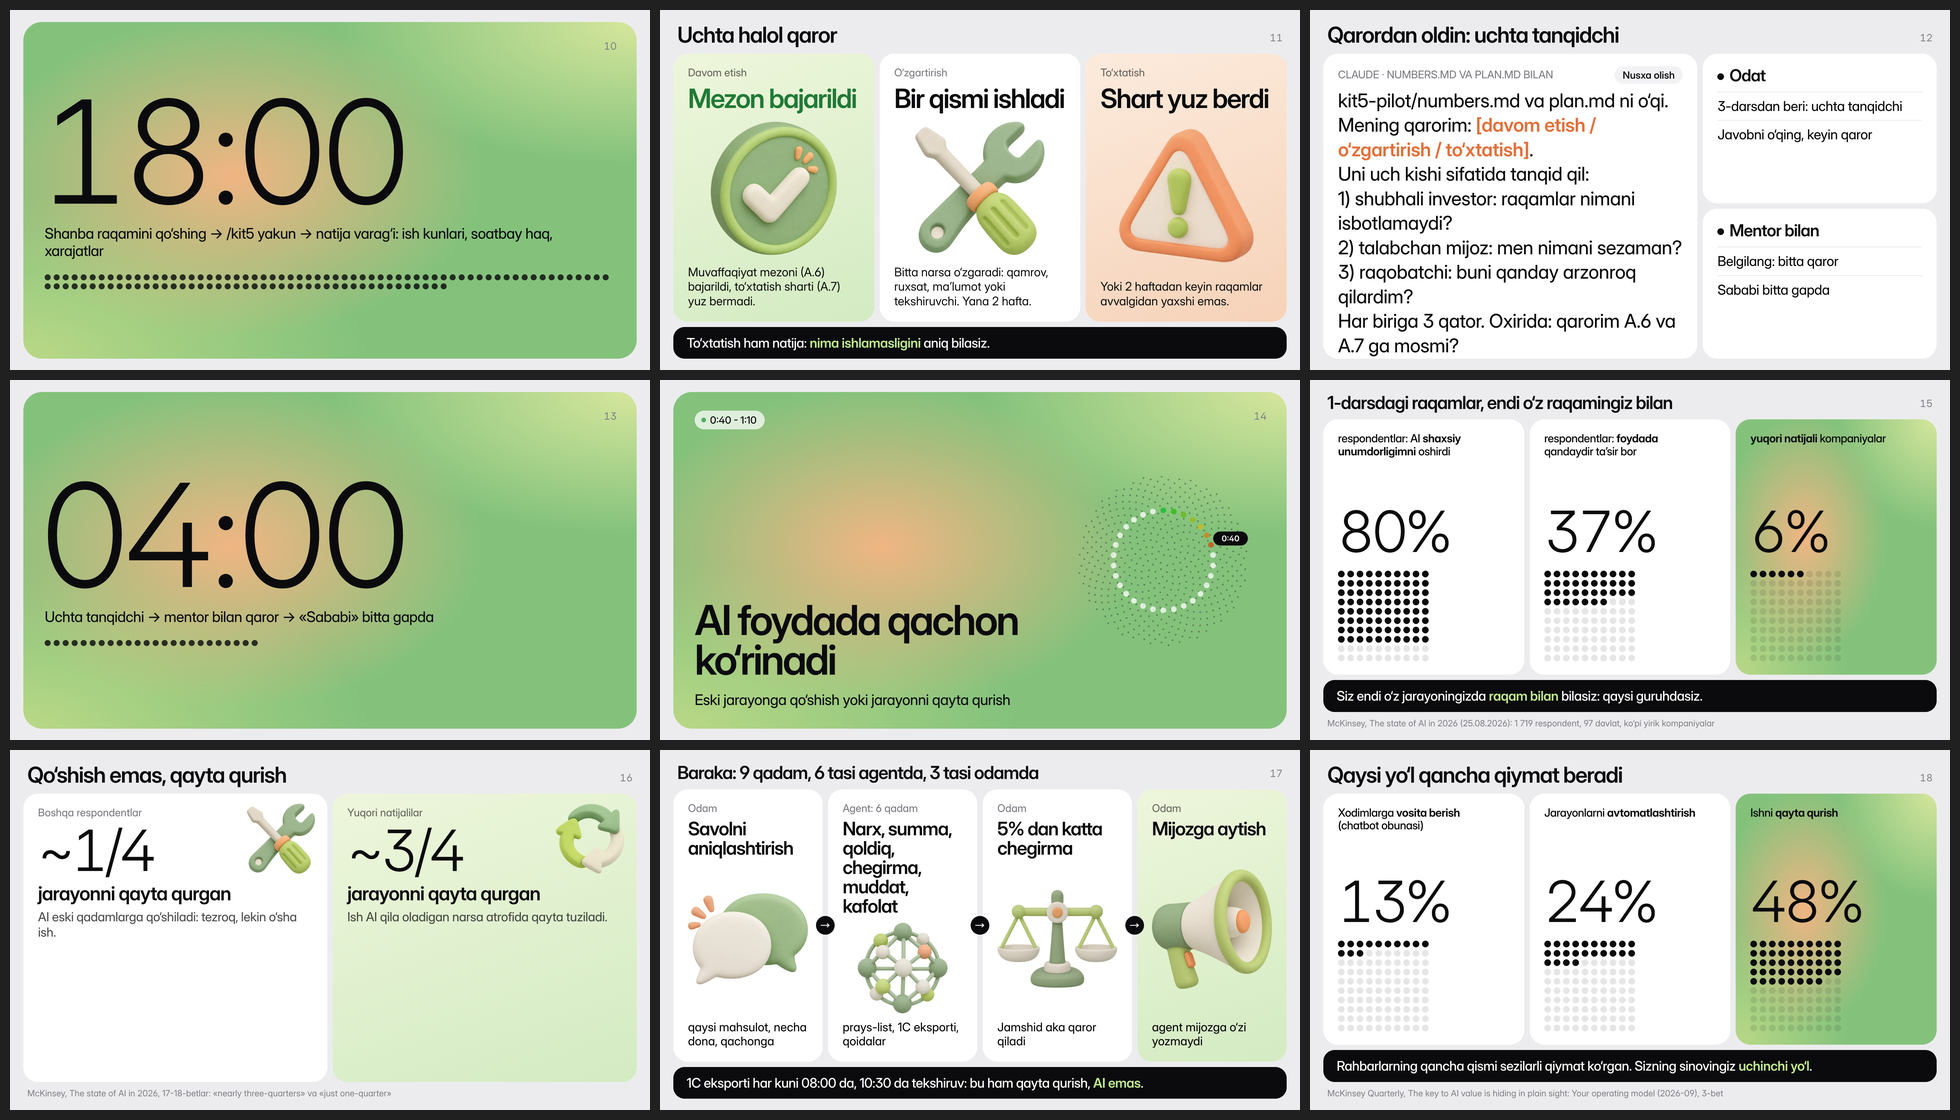 10
18:00
Shanba raqamini qo‘shing → /kit5 yakun → natija varag‘i: ish kunlari, soatbay haq,
xarajatlar
Uchta halol qaror
11
Davom etish
Mezon bajarildi
Muvaffaqiyat mezoni (A.6)
bajarildi, to‘xtatish sharti (A.7)
yuz bermadi.
O‘zgartirish
Bir qismi ishladi
Bitta narsa o‘zgaradi: qamrov,
ruxsat, ma’lumot yoki
tekshiruvchi. Yana 2 hafta.
To‘xtatish
Shart yuz berdi
Yoki 2 haftadan keyin raqamlar
avvalgidan yaxshi emas.
To‘xtatish ham natija: nima ishlamasligini aniq bilasiz.
Qarordan oldin: uchta tanqidchi
12
CLAUDE · NUMBERS.MD VA PLAN.MD BILAN
Nusxa olish
kit5-pilot/numbers.md va plan.md ni o‘qi.
Mening qarorim: [davom etish /
o‘zgartirish / to‘xtatish].
Uni uch kishi sifatida tanqid qil:
1) shubhali investor: raqamlar nimani
isbotlamaydi?
2) talabchan mijoz: men nimani sezaman?
3) raqobatchi: buni qanday arzonroq
qilardim?
Har biriga 3 qator. Oxirida: qarorim A.6 va
A.7 ga mosmi?
• Odat
3-darsdan beri: uchta tanqidchi
Javobni o‘qing, keyin qaror
• Mentor bilan
Belgilang: bitta qaror
Sababi bitta gapda
13
04:00
Uchta tanqidchi → mentor bilan qaror → «Sababi» bitta gapda
0:40 - 1:10
14
0:40
AI foydada qachon
ko‘rinadi
Eski jarayonga qo‘shish yoki jarayonni qayta qurish
1-darsdagi raqamlar, endi o‘z raqamingiz bilan
15
respondentlar: AI shaxsiy
unumdorligimni oshirdi
80%
respondentlar: foydada
qandaydir ta’sir bor
37%
yuqori natijali kompaniyalar
6%
Siz endi o‘z jarayoningizda raqam bilan bilasiz: qaysi guruhdasiz.
McKinsey, The state of AI in 2026 (25.08.2026): 1 719 respondent, 97 davlat, ko‘pi yirik kompaniyalar
Qo‘shish emas, qayta qurish
16
Boshqa respondentlar
~1/4
jarayonni qayta qurgan
AI eski qadamlarga qo‘shiladi: tezroq, lekin o‘sha
ish.
Yuqori natijalilar
~3/4
jarayonni qayta qurgan
Ish AI qila oladigan narsa atrofida qayta tuziladi.
McKinsey, The state of AI in 2026, 17-18-betlar: «nearly three-quarters» va «just one-quarter»
Baraka: 9 qadam, 6 tasi agentda, 3 tasi odamda
17
Odam
Savolni
aniqlashtirish
qaysi mahsulot, necha
dona, qachonga
→
Agent: 6 qadam
Narx, summa,
qoldiq,
chegirma,
muddat,
kafolat
prays-list, 1C eksporti,
qoidalar
→
Odam
5% dan katta
chegirma
Jamshid aka qaror
qiladi
→
Odam
Mijozga aytish
agent mijozga o‘zi
yozmaydi
1C eksporti har kuni 08:00 da, 10:30 da tekshiruv: bu ham qayta qurish, AI emas.
Qaysi yo‘l qancha qiymat beradi
18
Xodimlarga vosita berish
(chatbot obunasi)
13%
Jarayonlarni avtomatlashtirish
24%
Ishni qayta qurish
48%
Rahbarlarning qancha qismi sezilarli qiymat ko‘rgan. Sizning sinovingiz uchinchi yo‘l.
McKinsey Quarterly, The key to AI value is hiding in plain sight: Your operating model (2026-09), 3-bet